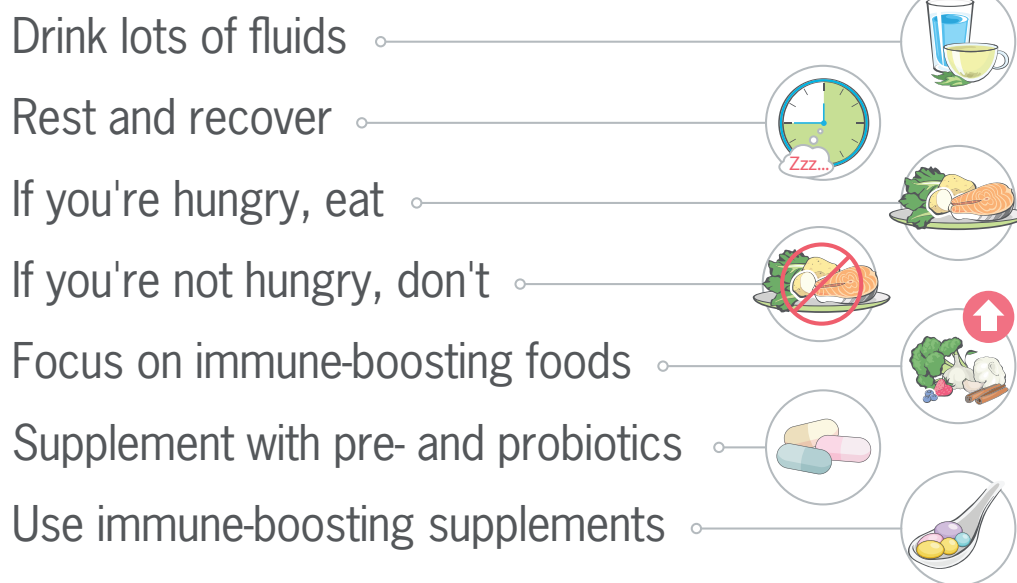 Drink lots of fluids
Rest and recover
Zzz...
If you're hungry, eat
If you're not hungry, don't
Focus on immune-boosting foods
Supplement with pre- and probiotics
Use immune-boosting supplements